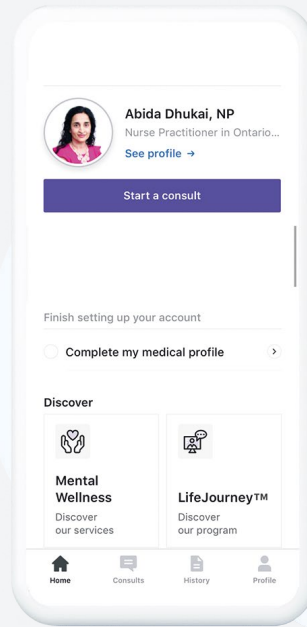 Abida Dhukai, NP
Nurse Practitioner in Ontario...
See profile →
Start a consult
Finish setting up your account
Complete my medical profile
Discover
Mental
Wellness
Discover
our services
LifeJourney™
Discover
our program
Home
Consults
History
Profile